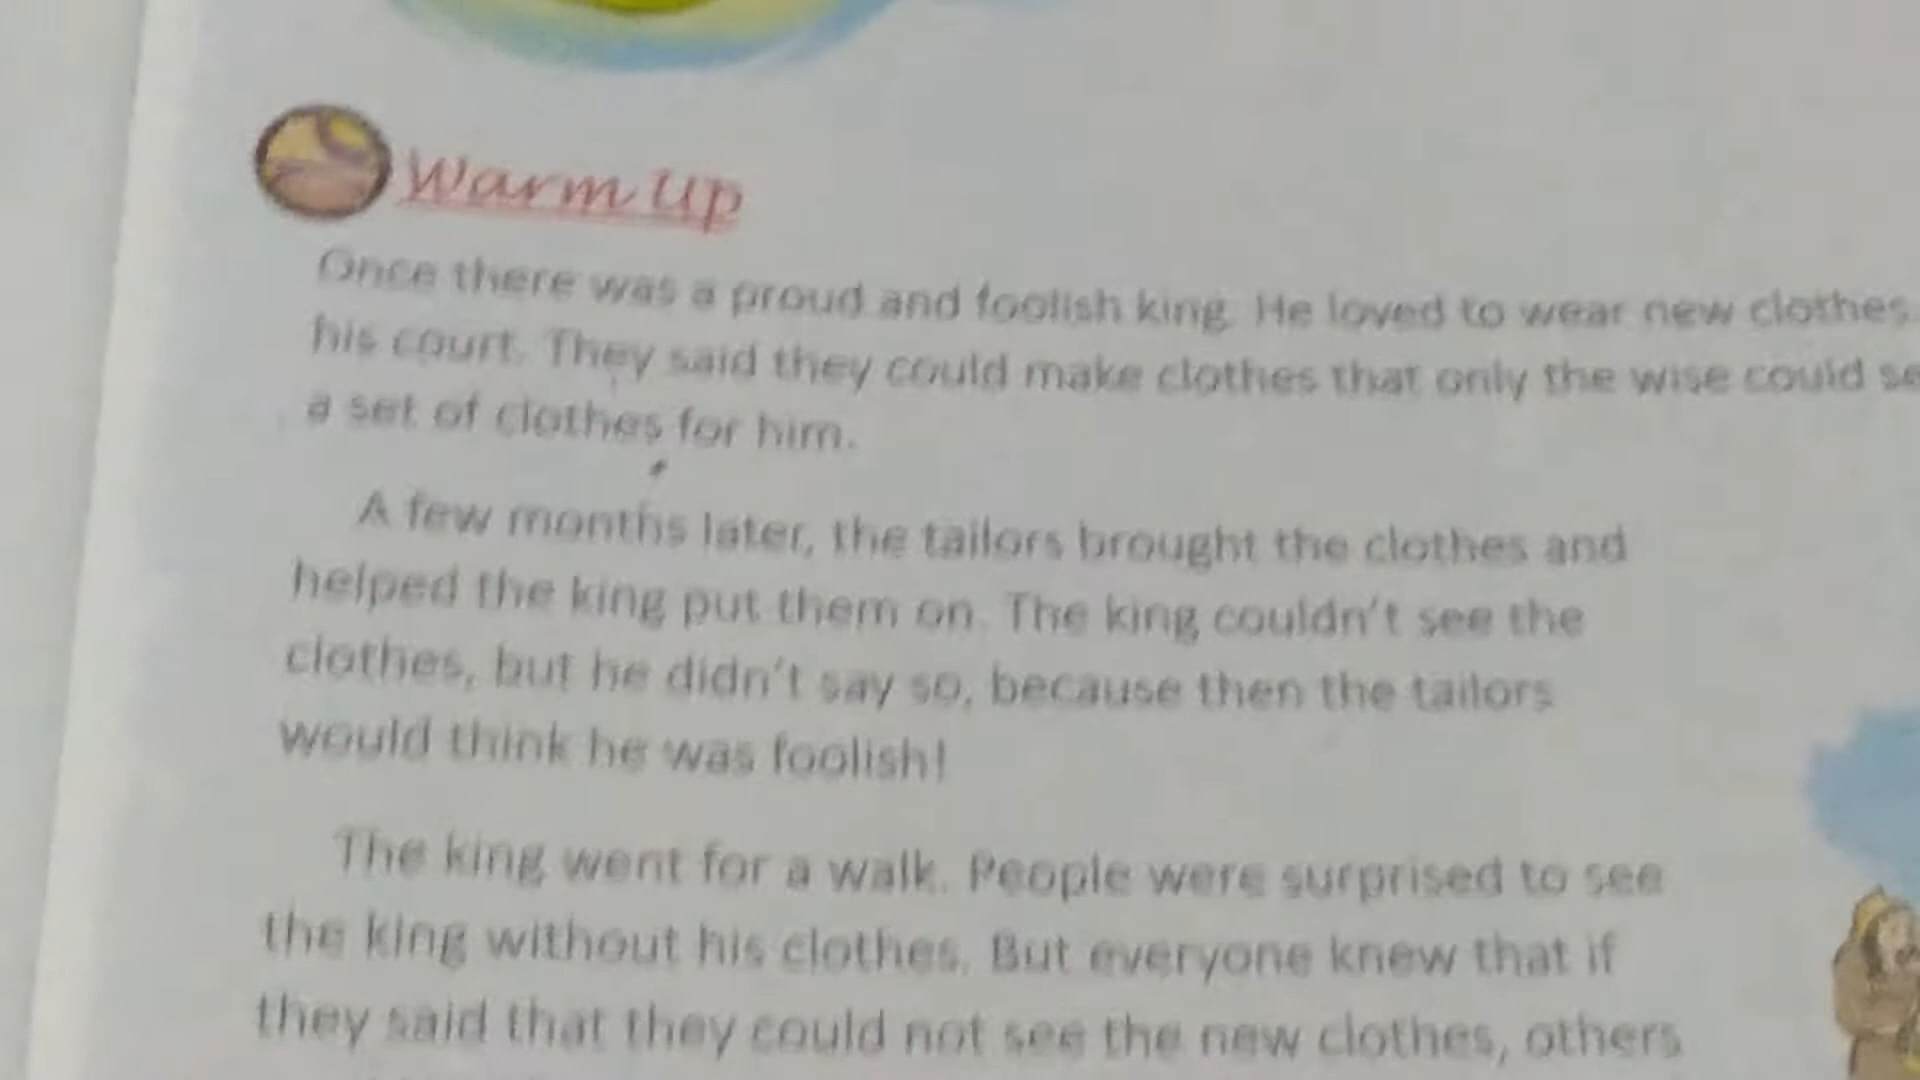 Warm Up
Once there was a proud and foolish king. He loved to wear new clothes.
his court. They said they could make clothes that only the wise could
a set of clothes for him.
A few months later, the tailors brought the clothes and
helped the king put them on. The king couldn't see the
clothes, but he didn't say so, because then the tailors
would think he was foolish!
The king went for a walk. People were surprised to see
the king without his clothes. But everyone knew that if
they said that they could not see the new clothes, others